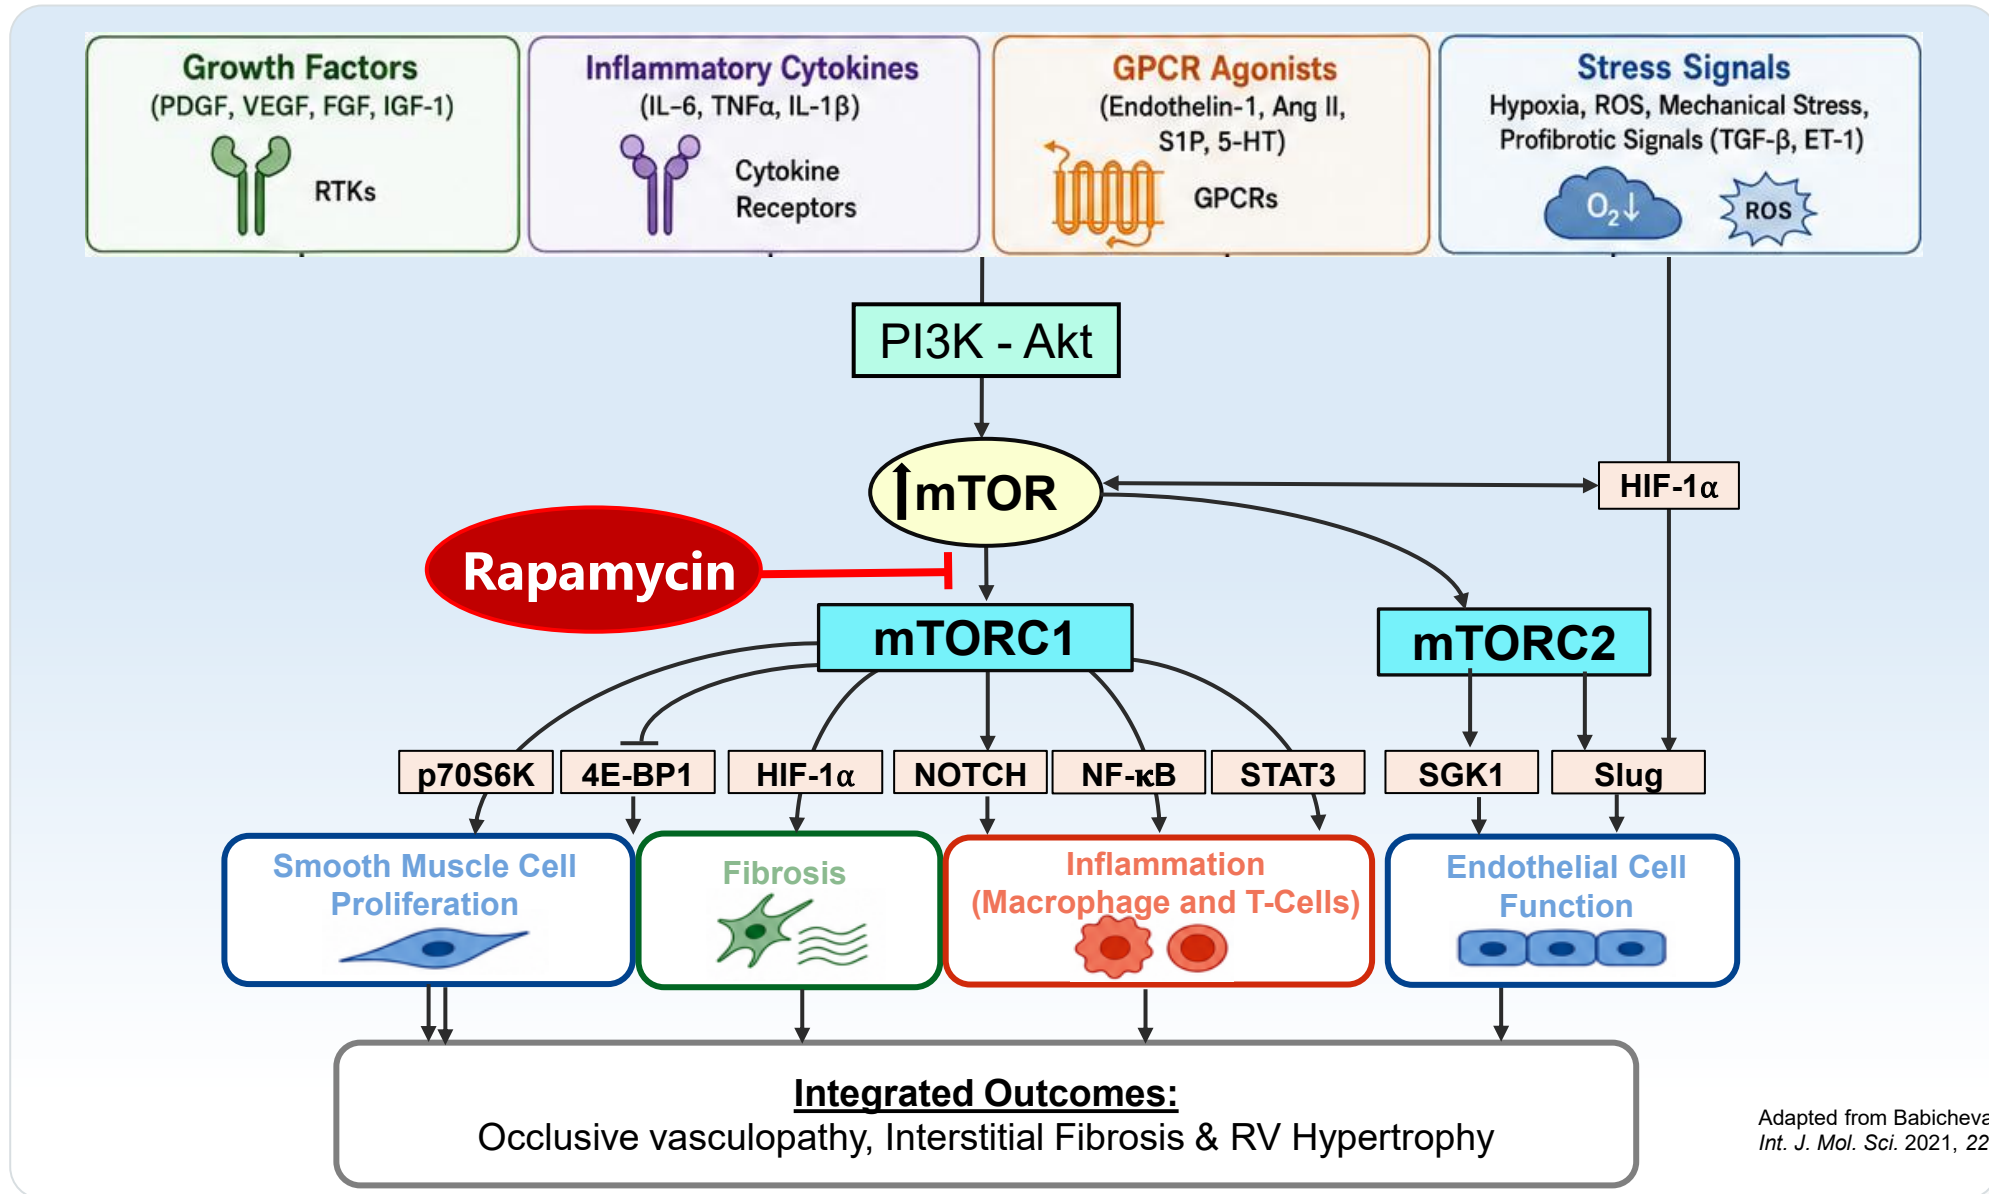 Growth Factors
(PDGF, VEGF, FGF, IGF-1)
RTKs
Inflammatory Cytokines
(IL-6, TNFα, IL-1β)
Cytokine
Receptors
GPCR Agonists
(Endothelin-1, Ang II,
S1P, 5-HT)
GPCRs
Stress Signals
Hypoxia, ROS, Mechanical Stress,
Profibrotic Signals (TGF-β, ET-1)
O₂↓
ROS
PI3K - Akt
↑mTOR
HIF-1α
Rapamycin
mTORC1
mTORC2
p70S6K
4E-BP1
HIF-1α
NOTCH
NF-κB
STAT3
SGK1
Slug
Smooth Muscle Cell
Proliferation
Fibrosis
Inflammation
(Macrophage and T-Cells)
Endothelial Cell
Function
Integrated Outcomes:
Occlusive vasculopathy, Interstitial Fibrosis & RV Hypertrophy
Adapted from Babicheva
Int. J. Mol. Sci. 2021, 22